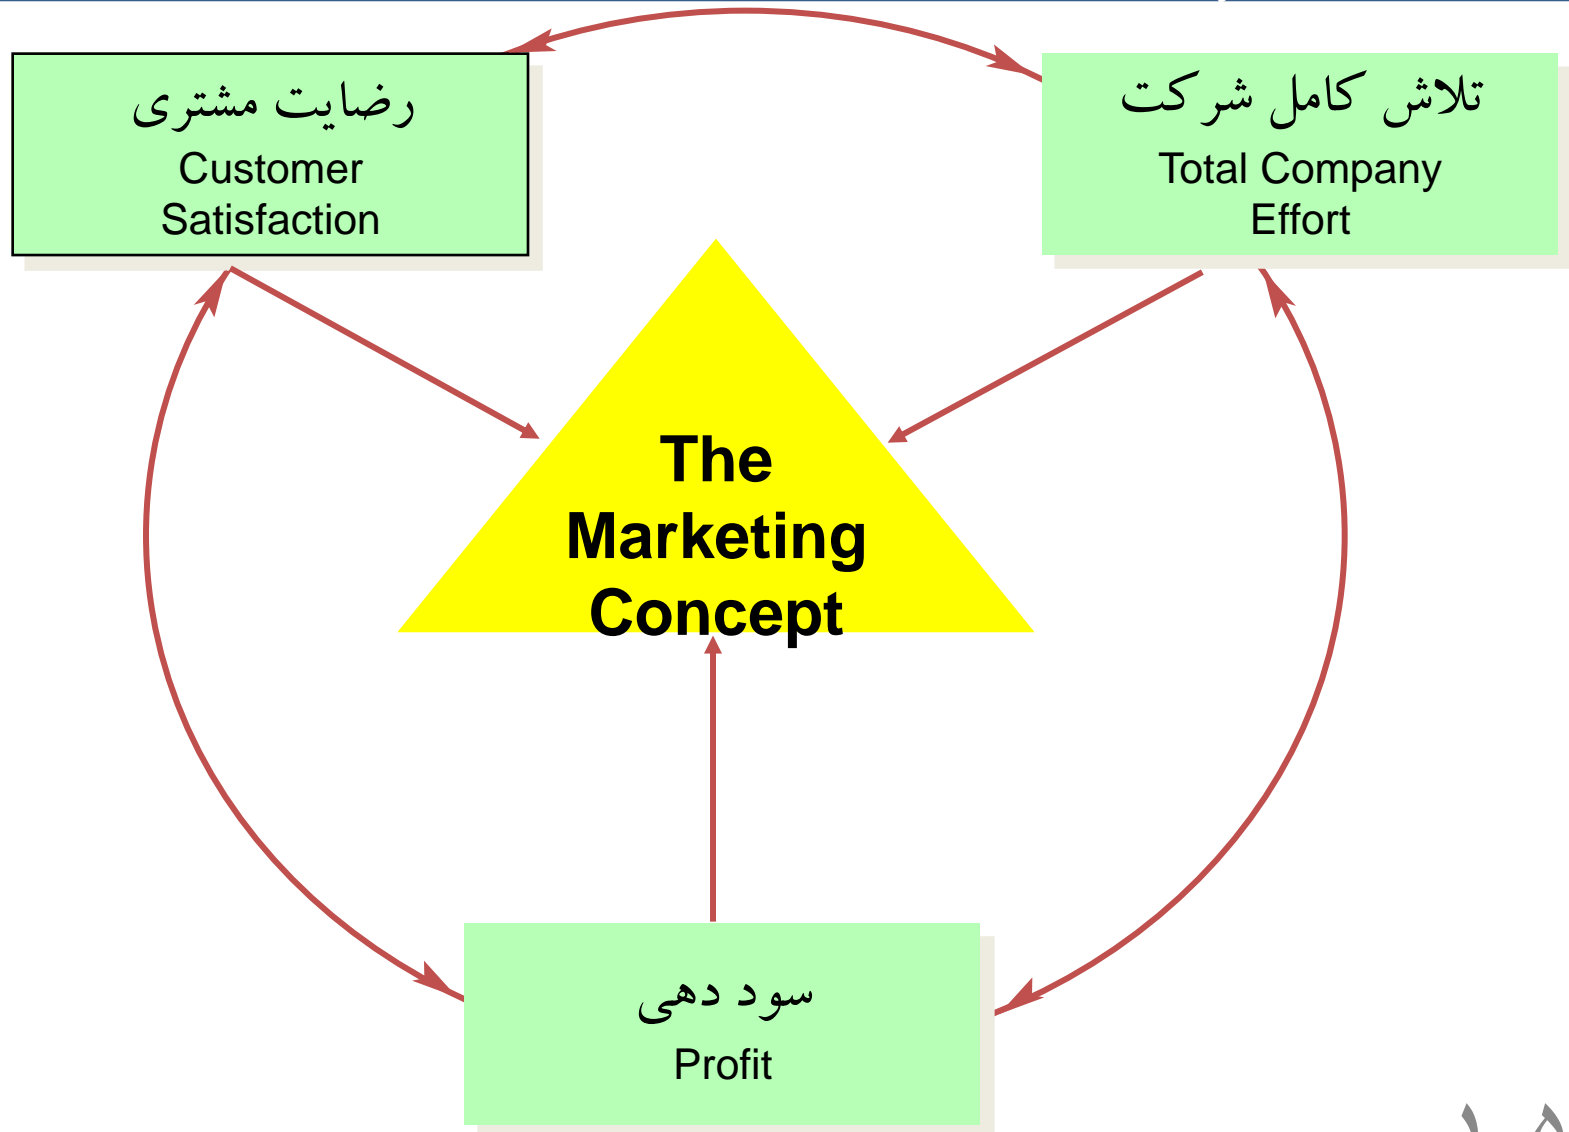 رضایت مشتری
Customer
Satisfaction
تلاش کامل شرکت
Total Company
Effort
The
Marketing
Concept
سود دهی
Profit